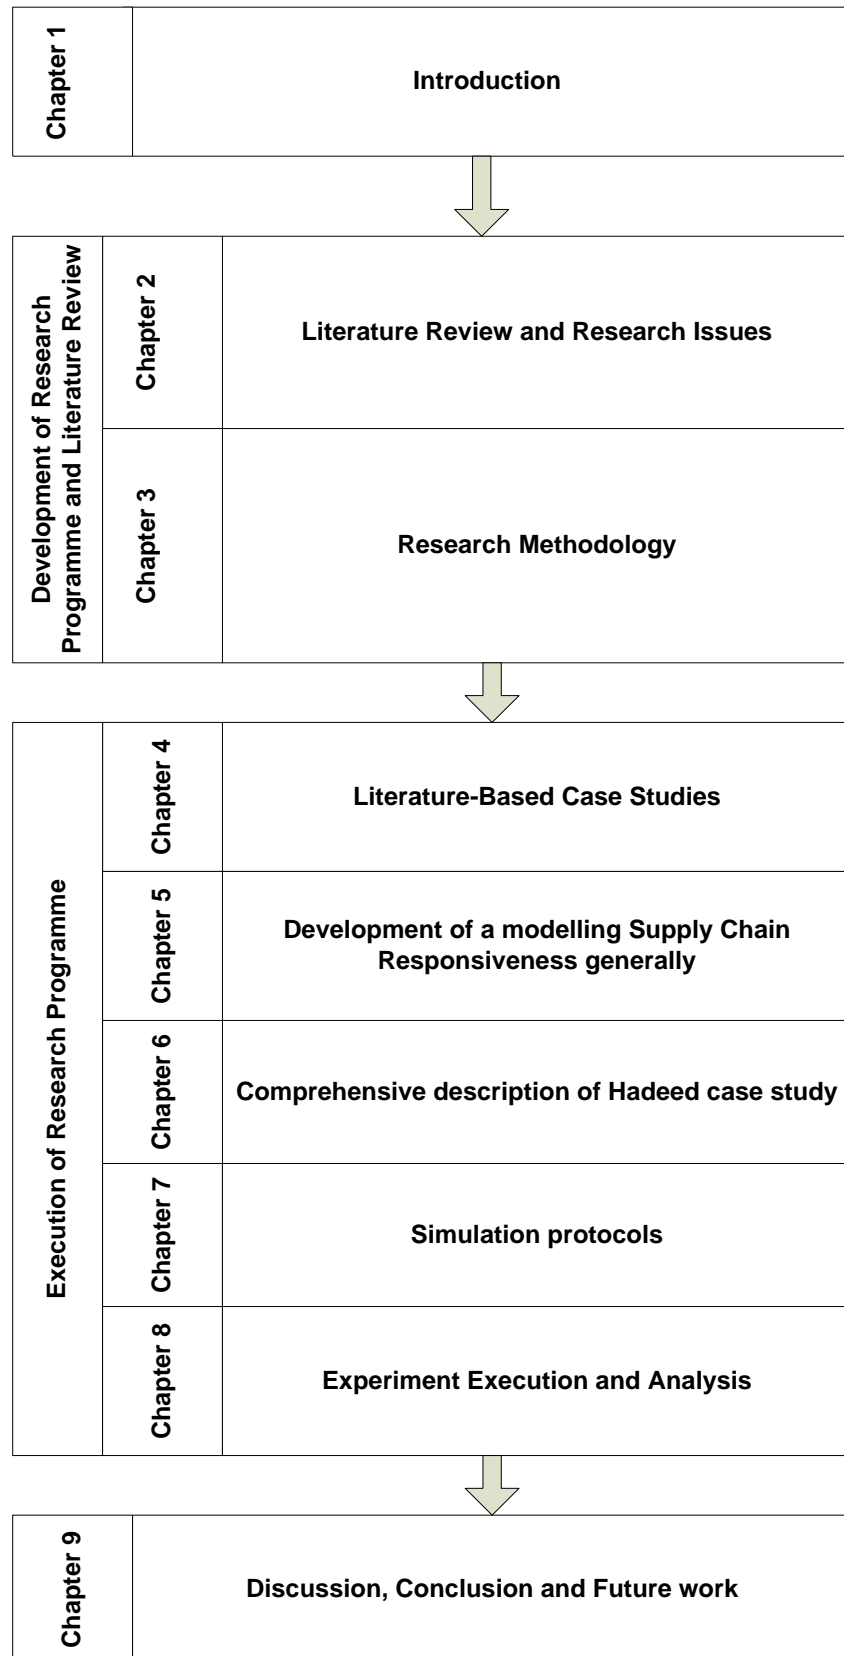 Chapter 1
Introduction
Development of Research
Programme and Literature Review
Chapter 2
Literature Review and Research Issues
Chapter 3
Research Methodology
Execution of Research Programme
Chapter 4
Literature-Based Case Studies
Chapter 5
Development of a modelling Supply Chain
Responsiveness generally
Chapter 6
Comprehensive description of Hadeed case study
Chapter 7
Simulation protocols
Chapter 8
Experiment Execution and Analysis
Chapter 9
Discussion, Conclusion and Future work